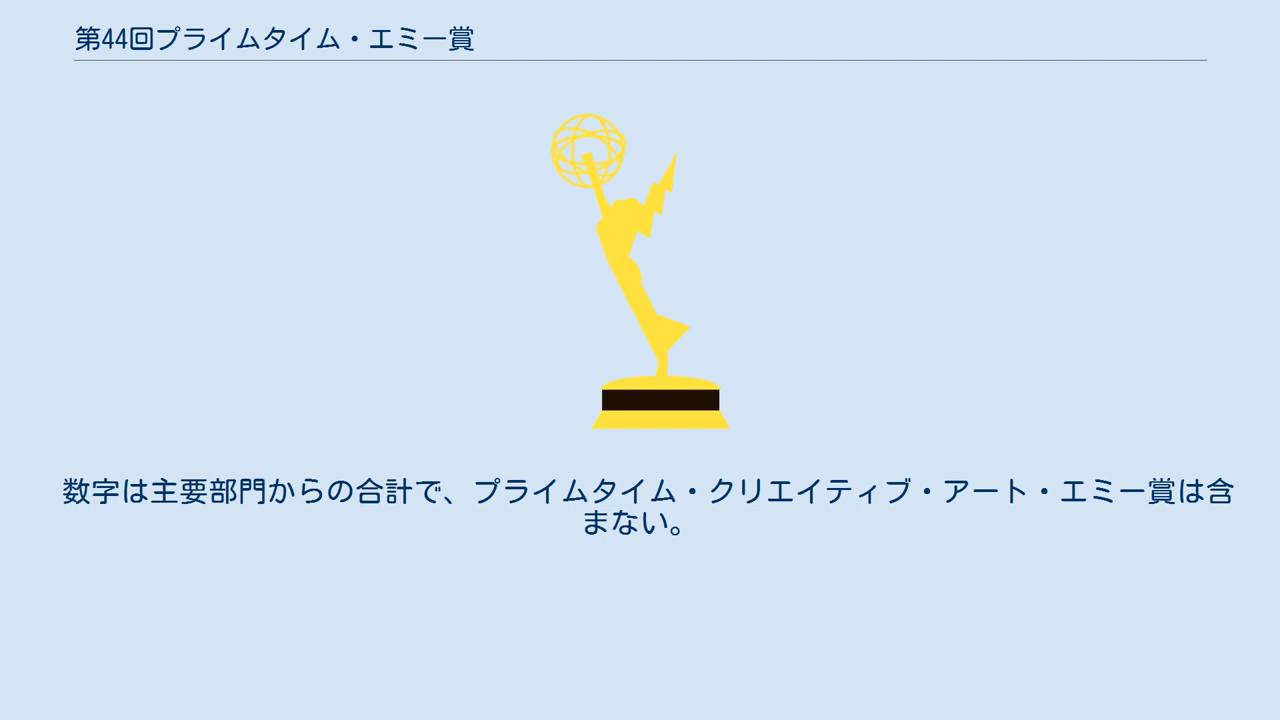 第44回プライムタイム・エミー賞
数字は主要部門からの合計で、プライムタイム・クリエイティブ・アート・エミー賞は含
まない。